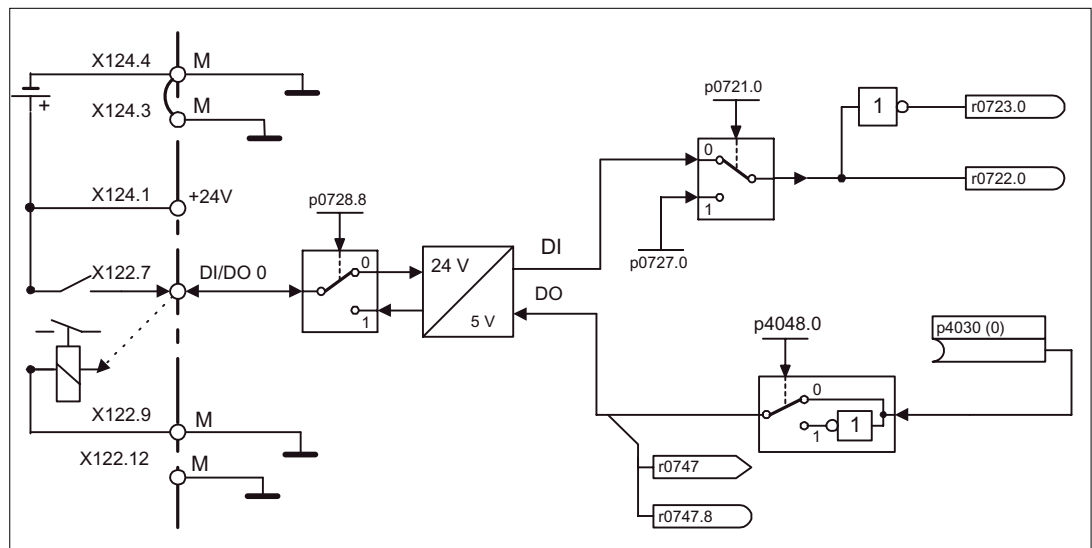 X124.4
M
+
X124.3
M
X124.1
+24V
X122.7
DI/DO 0
p0728.8
0
1
24 V
5 V
DI
DO
p0721.0
0
1
p0727.0
1
r0723.0
r0722.0
p4048.0
0
1
1
p4030 (0)
r0747
r0747.8
X122.9
M
X122.12
M